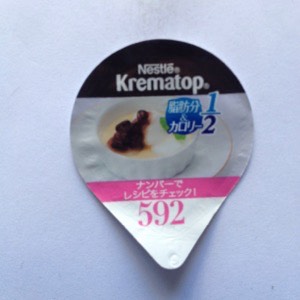 Nestlé®
Krematop®
脂肪分 1
& 
カロリー 2
ナンバーで
レシピをチェック!
592